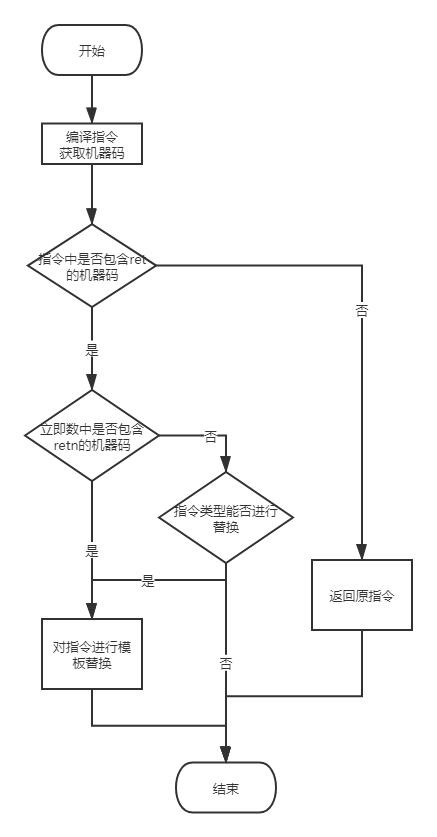 开始
编译指令
获取机器码
指令中是否包含ret
的机器码
否
是
立即数中是否包含
retn的机器码
否
指令类型能否进行
替换
是
是
返回原指令
对指令进行模
板替换
否
结束